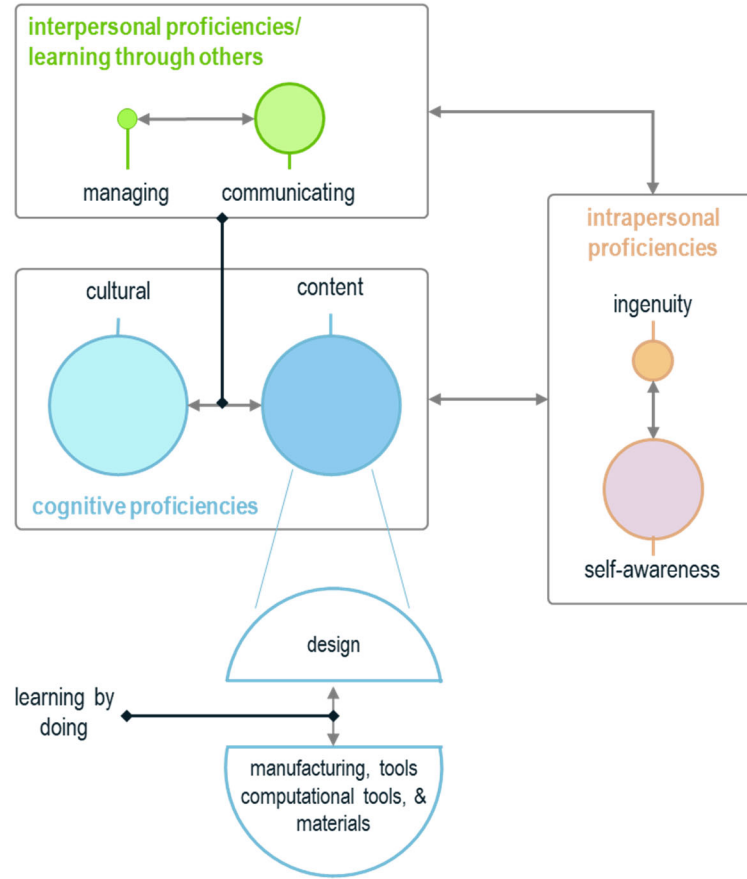 interpersonal proficiencies/
learning through others
managing
communicating
intrapersonal
proficiencies
cultural
content
ingenuity
cognitive proficiencies
self-awareness
design
learning by
doing
manufacturing, tools
computational tools, &
materials